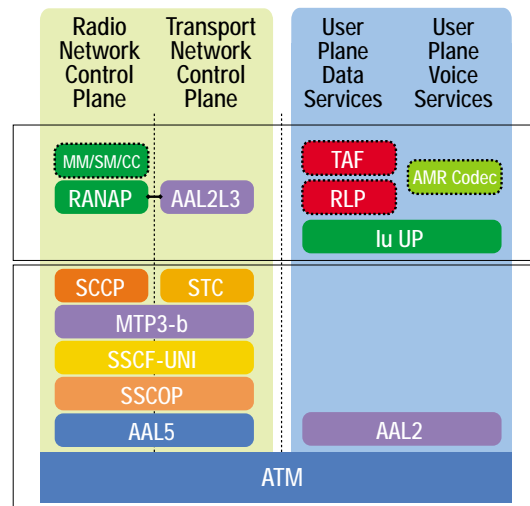 Radio
Network
Control
Plane
Transport
Network
Control
Plane
User
Plane
Data
Services
User
Plane
Voice
Services
MM/SM/CC
TAF
AMR Codec
RANAP
AAL2L3
RLP
Iu UP
SCCP
STC
MTP3-b
SSCF-UNI
SSCOP
AAL5
AAL2
ATM